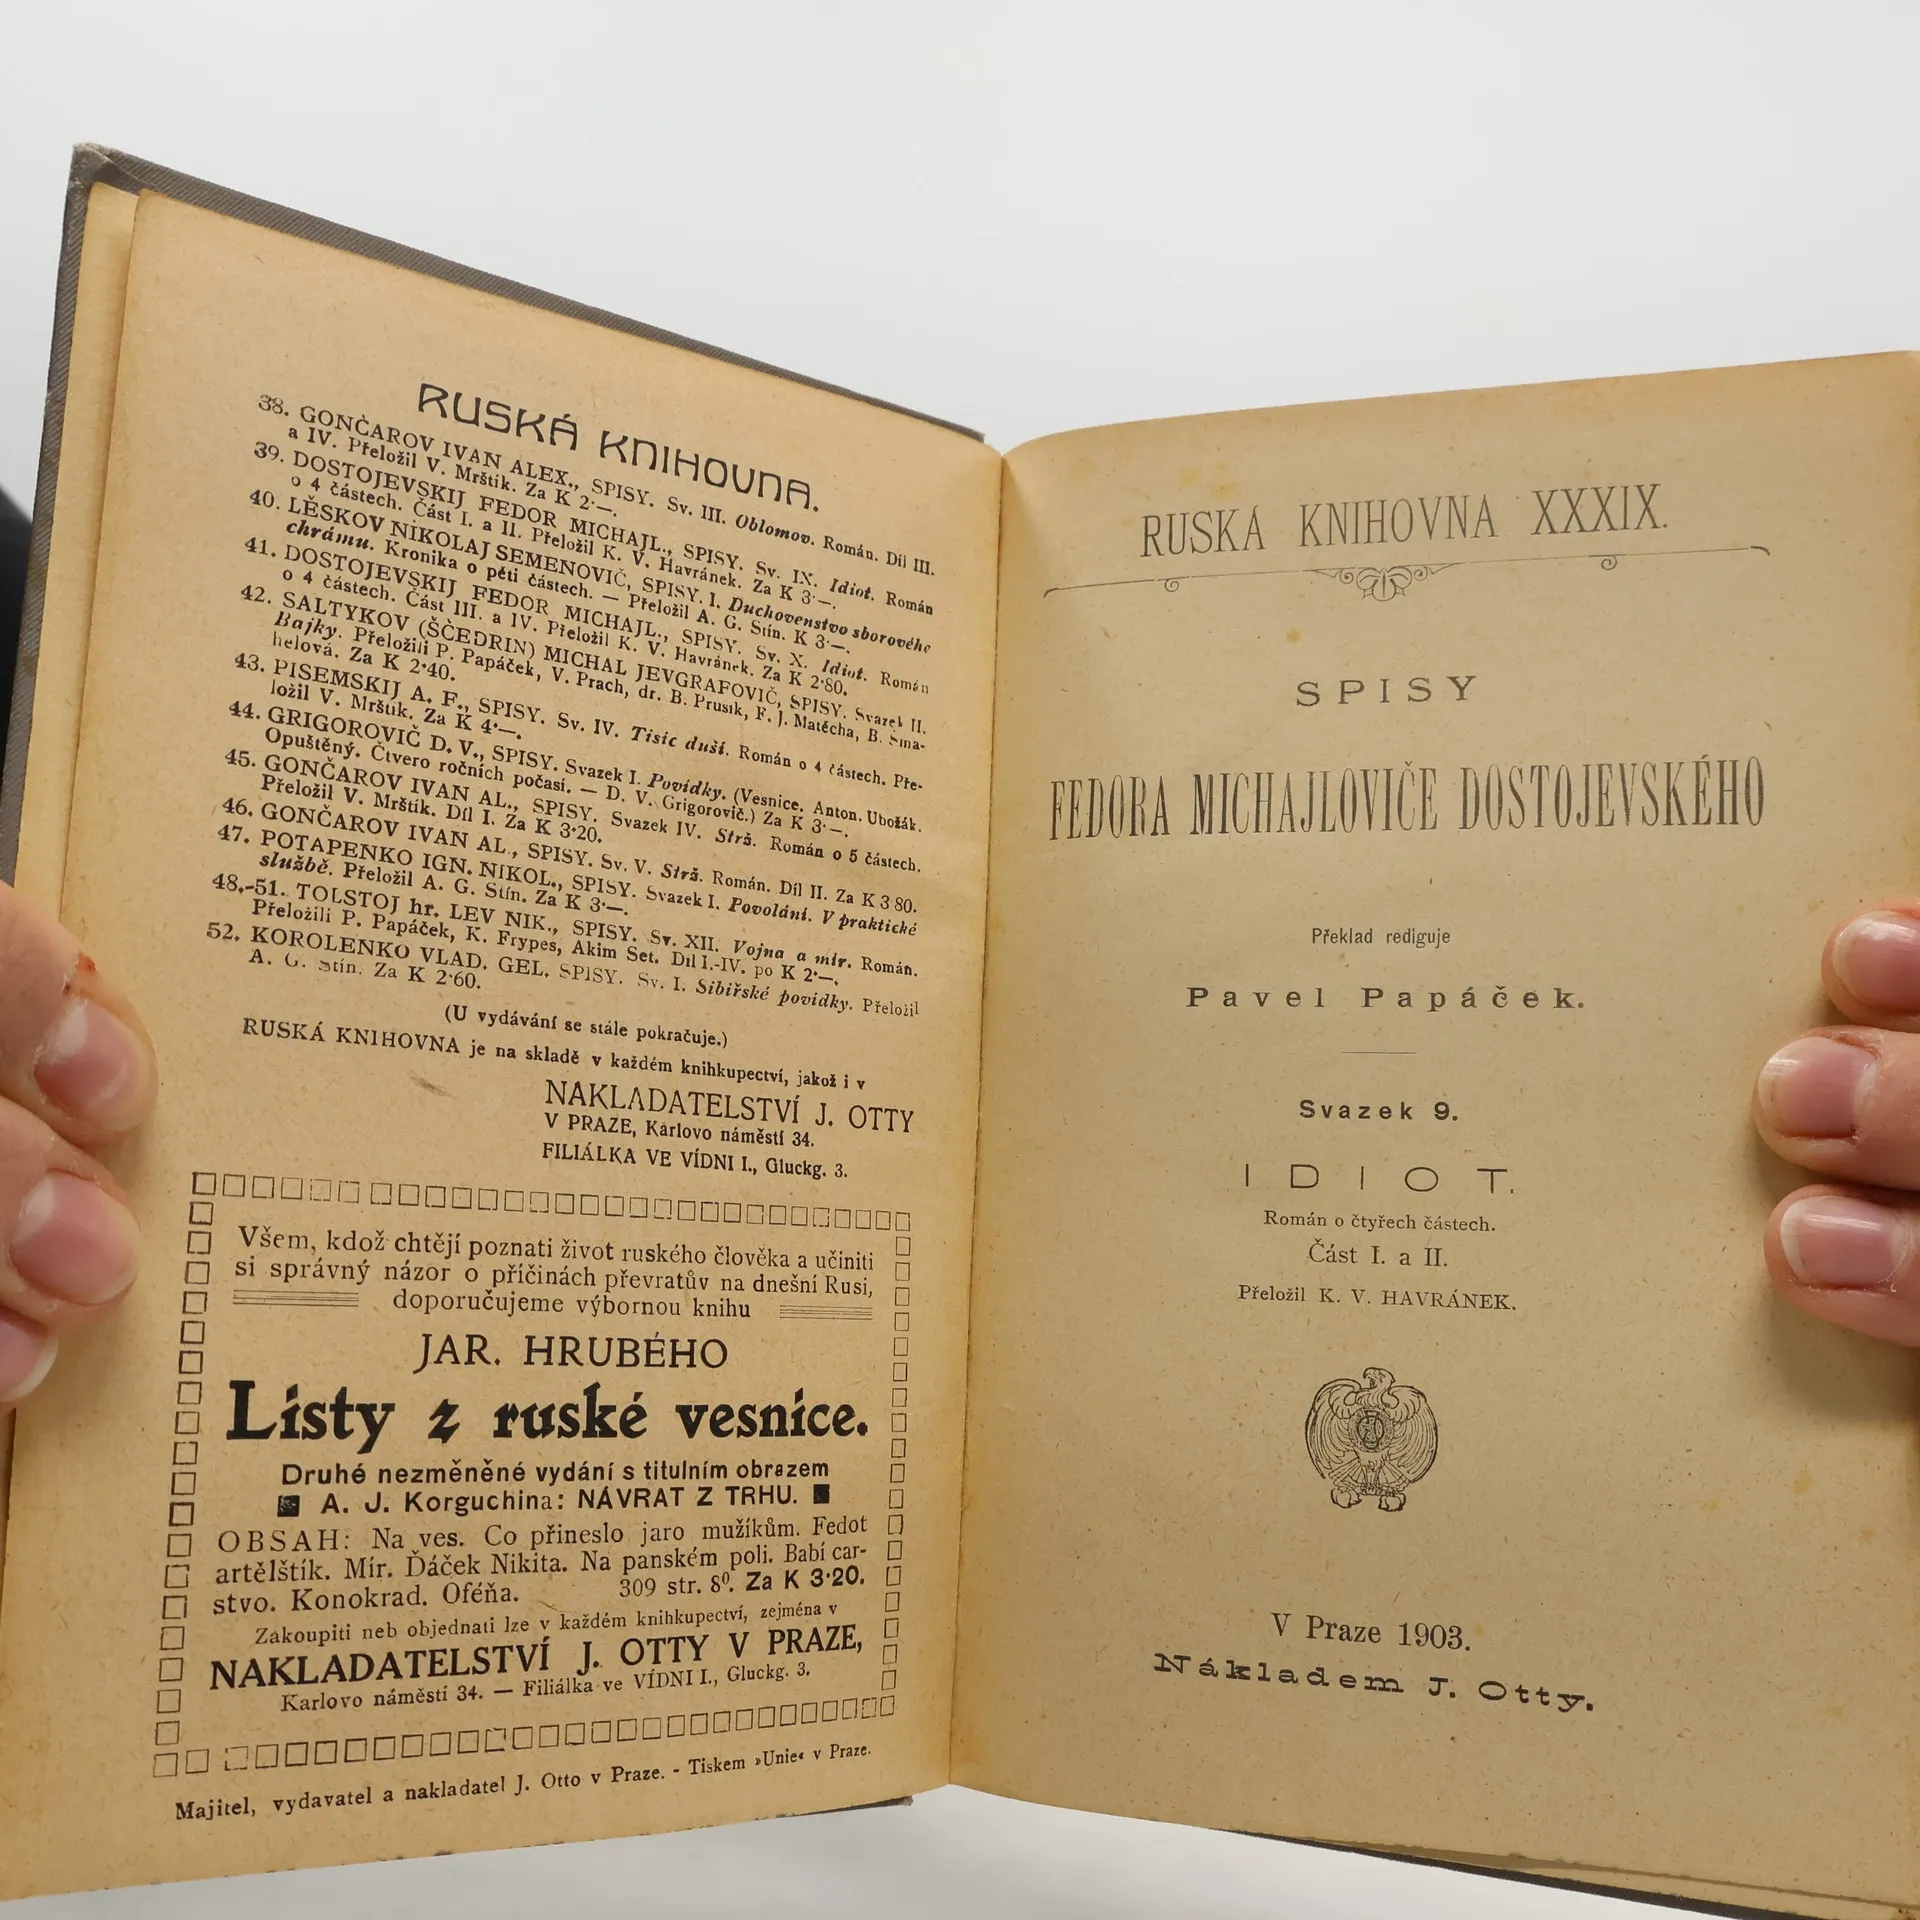 RUSKÁ KNIHOVNA.
38. GONČAROV IVAN ALEX., SPISY. Sv. III. Oblomov. Román. Díl III.
a IV. Přeložil V. Mrštík. Za K 2·—.
39. DOSTOJEVSKIJ FEDOR MICHAJL., SPISY. Sv. IX. Idiot. Román
o 4 částech. Část I. a II. Přeložil K. V. Havránek. Za K 3·—.
40. LĚSKOV NIKOLAJ SEMENOVIČ, SPISY. I. Duchovenstvo sborového
chrámu. Kronika o pěti částech. — Přeložil A. G. Stín. K 3·—.
41. DOSTOJEVSKIJ FEDOR MICHAJL., SPISY. Sv. X. Idiot. Román
o 4 částech. Část III. a IV. Přeložil K. V. Havránek. Za K 2·80.
42. SALTYKOV (ŠČEDRIN) MICHAL JEVGRAFOVIČ, SPISY. Svazek II.
Bajky. Přeložili P. Papáček, V. Prach, dr. B. Prusík, F. J. Matěcha, B. Šma-
helová. Za K 2·40.
43. PISEMSKIJ A. F., SPISY. Sv. IV. Tisíc duší. Román o 4 částech. Pře-
ložil V. Mrštík. Za K 4·—.
44. GRIGOROVIČ D. V., SPISY. Svazek I. Povídky. (Vesnice. Anton. Ubožák.
Opuštěný. Čtvero ročních počasí. — D. V. Grigorovič.) Za K 3·—.
45. GONČAROV IVAN AL., SPISY. Svazek IV. Strž. Román o 5 částech.
Přeložil V. Mrštík. Díl I. Za K 3·20.
46. GONČAROV IVAN AL., SPISY. Sv. V. Strž. Román. Díl II. Za K 3·80.
47. POTAPENKO IGN. NIKOL., SPISY. Svazek I. Povolání. V praktické
službě. Přeložil A. G. Stín. Za K 3·—.
48.-51. TOLSTOJ hr. LEV NIK., SPISY. Sv. XII. Vojna a mír. Román.
Přeložili P. Papáček, K. Frypes, Akim Set. Díl I.-IV. po K 2·—.
52. KOROLENKO VLAD. GEL. SPISY. Sv. I. Sibiřské povídky. Přeložil
A. G. Stín. Za K 2·60.
(U vydávání se stále pokračuje.)
RUSKÁ KNIHOVNA je na skladě v každém knihkupectví, jakož i v
NAKLADATELSTVÍ J. OTTY
V PRAZE, Karlovo náměstí 34.
FILIÁLKA VE VÍDNI I., Gluckg. 3.
Všem, kdož chtějí poznati život ruského člověka a učiniti
si správný názor o příčinách převratův na dnešní Rusi,
doporučujeme výbornou knihu
JAR. HRUBÉHO
Listy z ruské vesnice.
Druhé nezměněné vydání s titulním obrazem
A. J. Korguchina: NÁVRAT Z TRHU.
OBSAH: Na ves. Co přineslo jaro mužíkům. Fedot
artělštík. Mír. Ďáček Nikita. Na panském poli. Babí car-
stvo. Konokrad. Oféňa. 309 str. 8⁰. Za K 3·20.
Zakoupiti neb objednati lze v každém knihkupectví, zejména v
NAKLADATELSTVÍ J. OTTY V PRAZE,
Karlovo náměstí 34. — Filiálka ve VÍDNI I., Gluckg. 3.
Majitel, vydavatel a nakladatel J. Otto v Praze. - Tiskem »Unie« v Praze.
RUSKÁ KNIHOVNA XXXIX.
SPISY
FEDORA MICHAJLOVIČE DOSTOJEVSKÉHO
Překlad rediguje
Pavel Papáček.
Svazek 9.
IDIOT.
Román o čtyřech částech.
Část I. a II.
Přeložil K. V. HAVRÁNEK.
V Praze 1903.
Nákladem J. Otty.